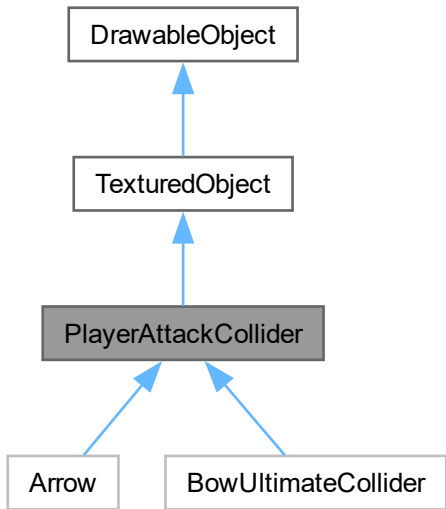 DrawableObject
TexturedObject
PlayerAttackCollider
Arrow
BowUltimateCollider